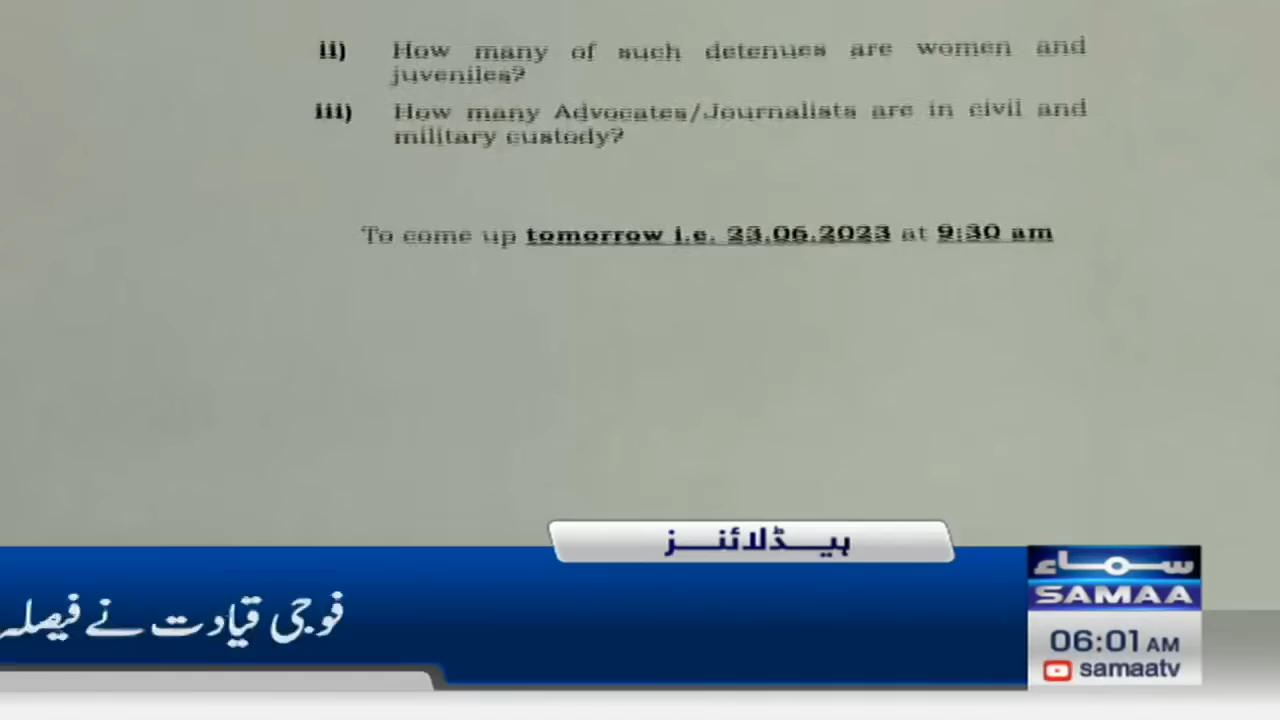 ii) How many of such detenues are women and
juveniles?
iii) How many Advocates/Journalists are in civil and
military custody?
To come up tomorrow i.e. 23.06.2023 at 9:30 am
ہیڈلائنز
فوجی قیادت نے فیصلہ
سماء
SAMAA
06:01 AM
samaatv